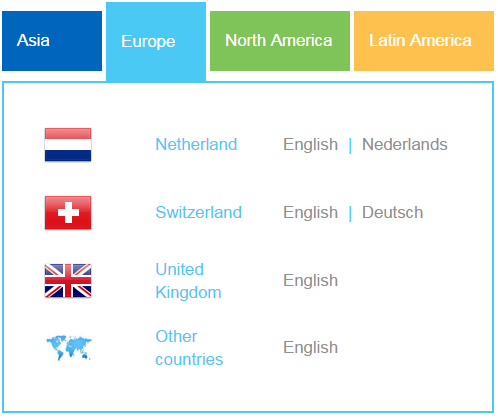 Asia Europe North America Latin America
Netherland English | Nederlands
Switzerland English | Deutsch
United
Kingdom English
Other
countries English